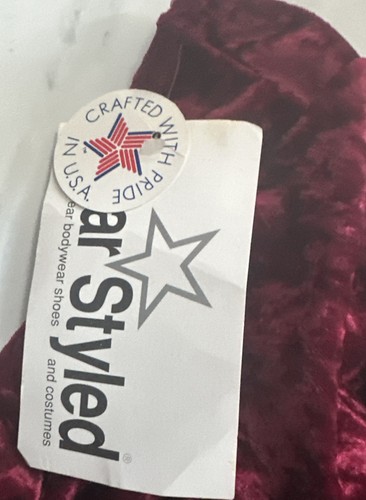 CRAFTED WITH PRIDE
IN U.S.A.
ar Styled®
ear bodywear shoes
and costumes